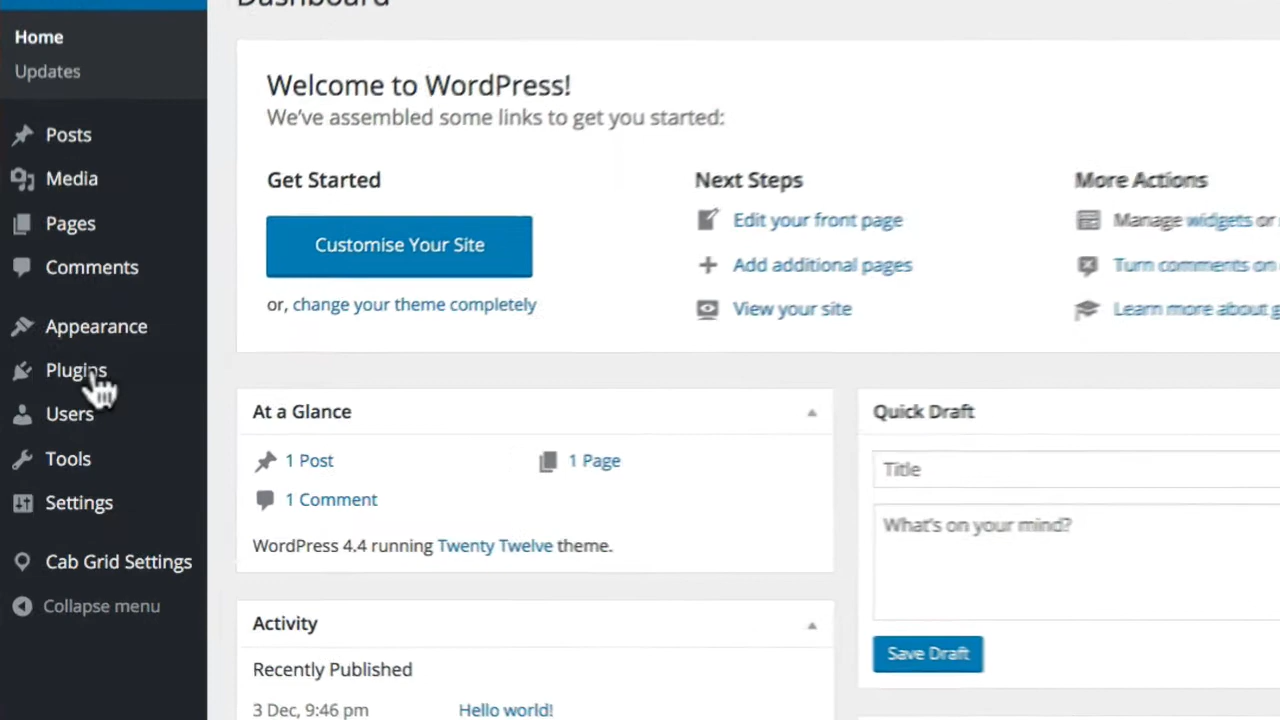 Dashboard
Home
Updates
Posts
Media
Pages
Comments
Appearance
Plugins
Users
Tools
Settings
Cab Grid Settings
Collapse menu
Welcome to WordPress!
We've assembled some links to get you started:
Get Started
Customise Your Site
or, change your theme completely
Next Steps
Edit your front page
Add additional pages
View your site
More Actions
Manage widgets or
Turn comments on
Learn more about
At a Glance
1 Post
1 Page
1 Comment
WordPress 4.4 running Twenty Twelve theme.
Activity
Recently Published
3 Dec, 9:46 pm Hello world!
Quick Draft
Title
What's on your mind?
Save Draft